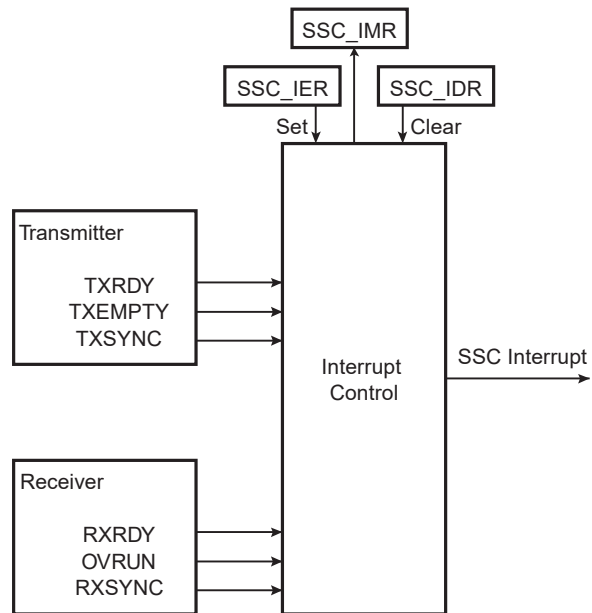 SSC_IMR
SSC_IER
SSC_IDR
Set
Clear
Transmitter
TXRDY
TXEMPTY
TXSYNC
Interrupt
Control
SSC Interrupt
Receiver
RXRDY
OVRUN
RXSYNC